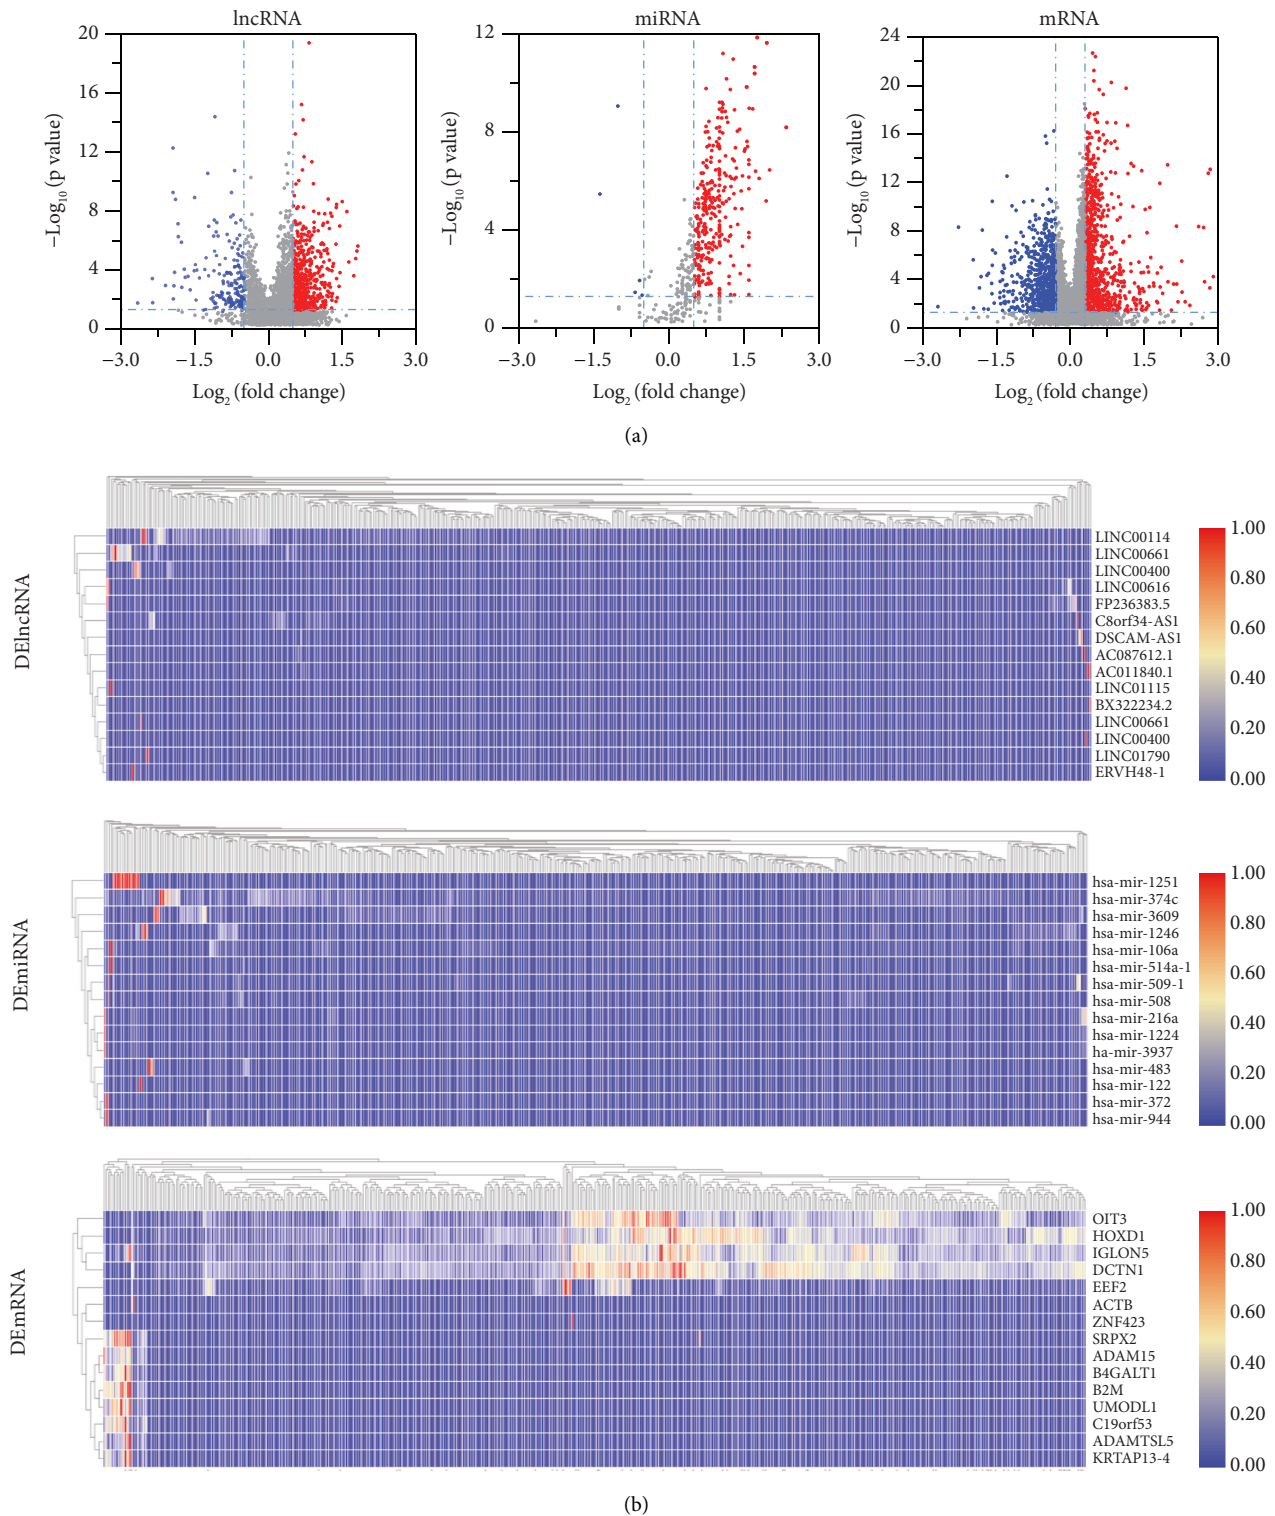 lncRNA
miRNA
mRNA
20
16
12
8
4
0
−Log10 (p value)
−3.0 −1.5 0.0 1.5 3.0
Log2 (fold change)
12
8
4
0
−Log10 (p value)
−3.0 −1.5 0.0 1.5 3.0
Log2 (fold change)
24
20
16
12
8
4
0
−Log10 (p value)
−3.0 −1.5 0.0 1.5 3.0
Log2 (fold change)
(a)
DElncRNA
LINC00114
LINC00661
LINC00400
LINC00616
FP236383.5
C8orf34-AS1
DSCAM-AS1
AC087612.1
AC011840.1
LINC01115
BX322234.2
LINC00661
LINC00400
LINC01790
ERVH48-1
1.00
0.80
0.60
0.40
0.20
0.00
DEmiRNA
hsa-mir-1251
hsa-mir-374c
hsa-mir-3609
hsa-mir-1246
hsa-mir-106a
hsa-mir-514a-1
hsa-mir-509-1
hsa-mir-508
hsa-mir-216a
hsa-mir-1224
ha-mir-3937
hsa-mir-483
hsa-mir-122
hsa-mir-372
hsa-mir-944
1.00
0.80
0.60
0.40
0.20
0.00
DEmRNA
OIT3
HOXD1
IGLON5
DCTN1
EEF2
ACTB
ZNF423
SRPX2
ADAM15
B4GALT1
B2M
UMODL1
C19orf53
ADAMTSL5
KRTAP13-4
1.00
0.80
0.60
0.40
0.20
0.00
(b)